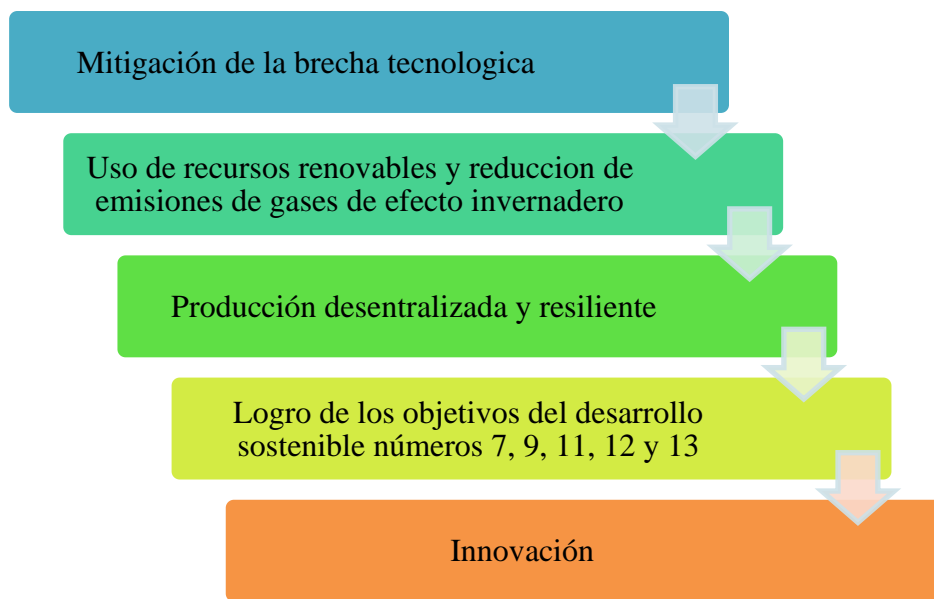 Mitigación de la brecha tecnologica
Uso de recursos renovables y reduccion de
emisiones de gases de efecto invernadero
Producción desentralizada y resiliente
Logro de los objetivos del desarrollo
sostenible números 7, 9, 11, 12 y 13
Innovación